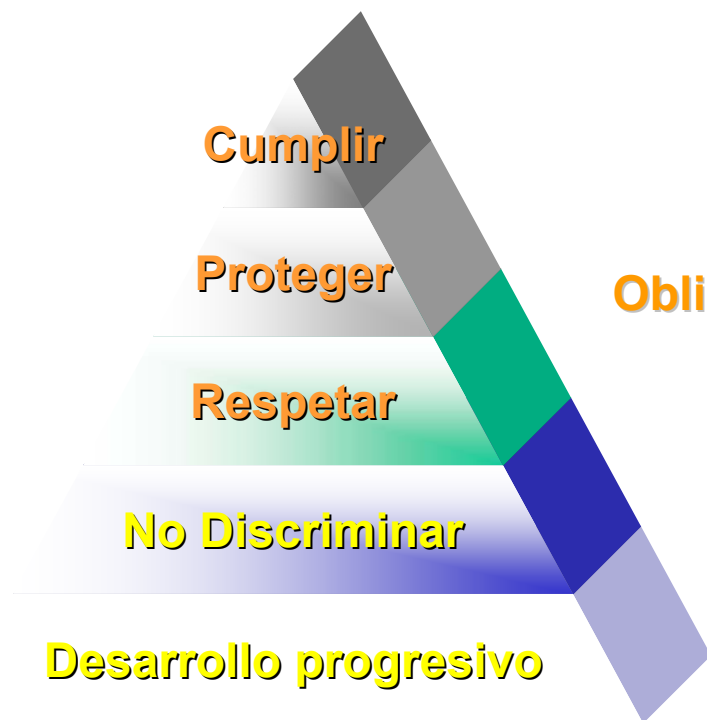 Cumplir
Proteger
Obli
Respetar
No Discriminar
Desarrollo progresivo